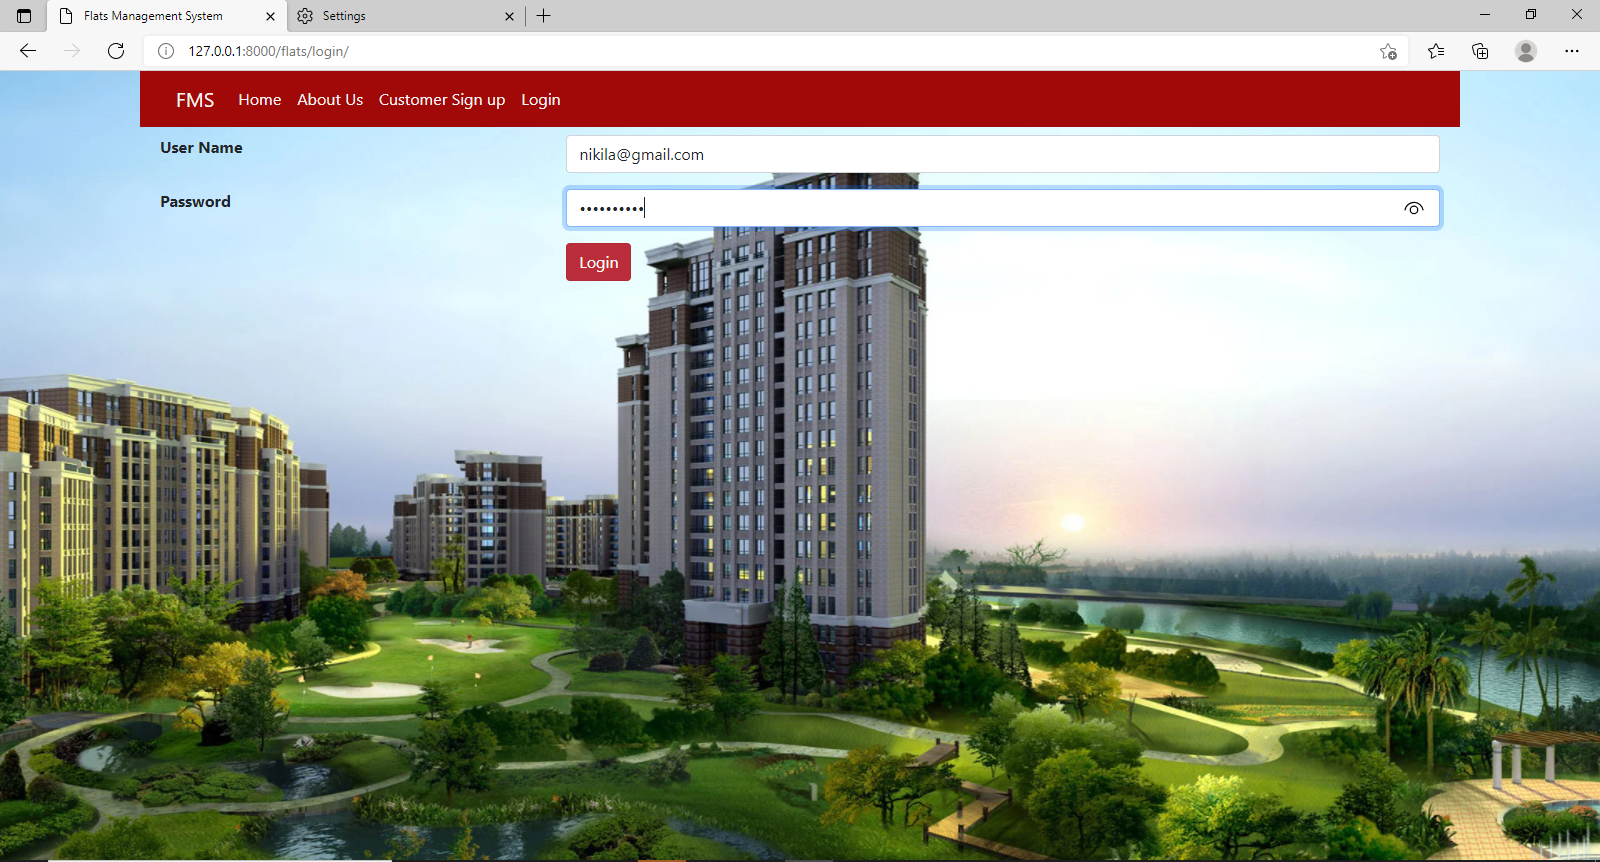 Flats Management System
Settings
127.0.0.1:8000/flats/login/
FMS Home About Us Customer Sign up Login
User Name
nikila@gmail.com
Password
••••••••••
Login